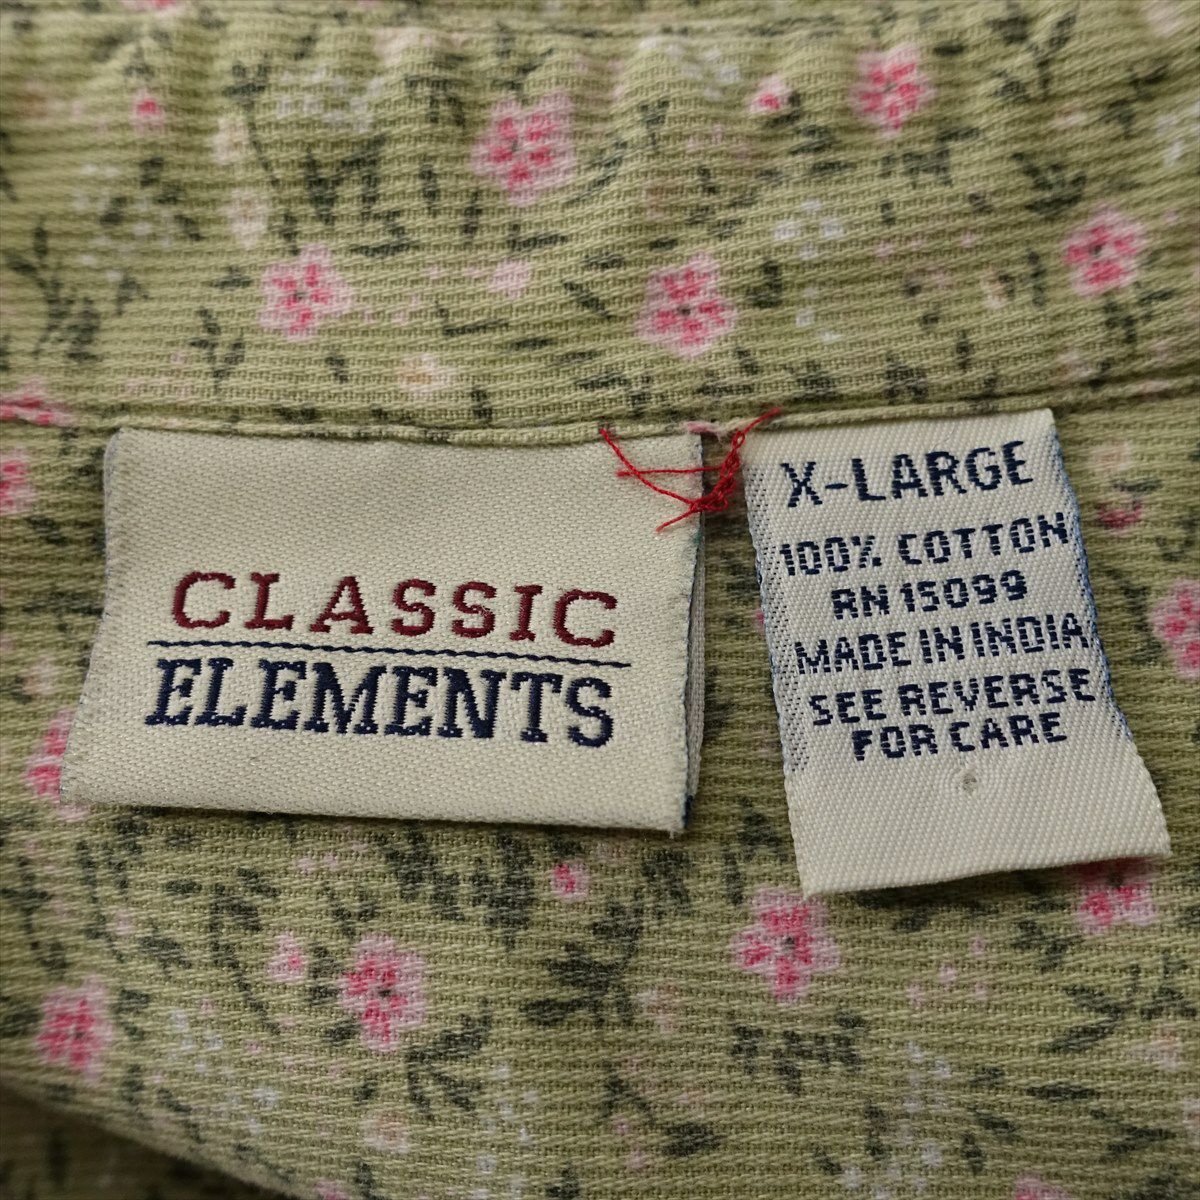 CLASSIC
ELEMENTS
X-LARGE
100% COTTON
RN 15099
MADE IN INDIA
SEE REVERSE
FOR CARE